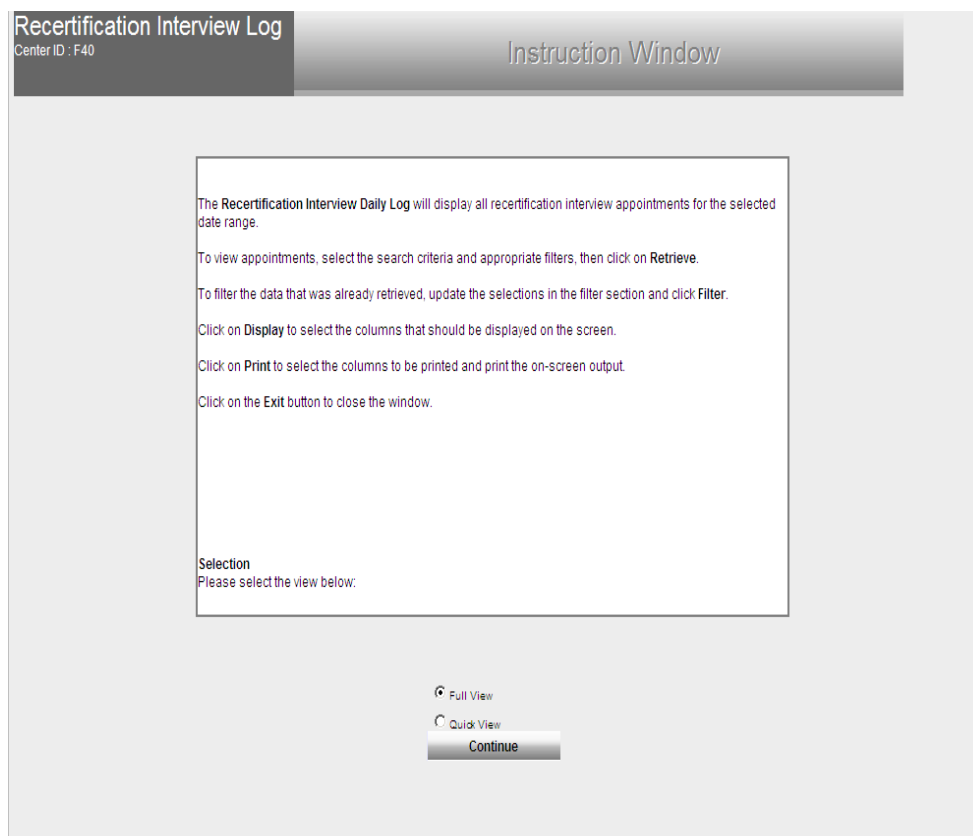 Recertification Interview Log
Center ID : F40
Instruction Window
The Recertification Interview Daily Log will display all recertification interview appointments for the selected
date range.
To view appointments, select the search criteria and appropriate filters, then click on Retrieve.
To filter the data that was already retrieved, update the selections in the filter section and click Filter.
Click on Display to select the columns that should be displayed on the screen.
Click on Print to select the columns to be printed and print the on-screen output.
Click on the Exit button to close the window.
Selection
Please select the view below:
Full View
Quick View
Continue